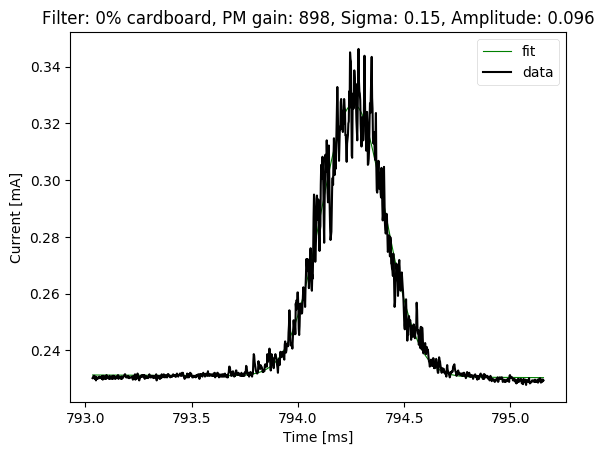 Filter: 0% cardboard, PM gain: 898, Sigma: 0.15, Amplitude: 0.096
fit
data
0.34
0.32
0.30
0.28
0.26
0.24
Current [mA]
793.0 793.5 794.0 794.5 795.0
Time [ms]